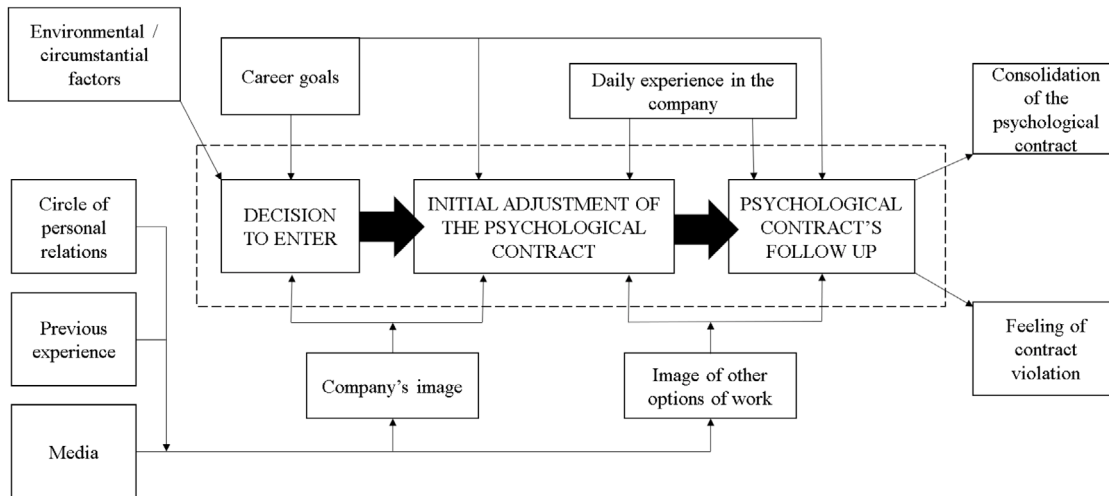 Environmental /
circumstantial
factors
Career goals
Daily experience in the
company
Consolidation
of the
psychological
contract
Circle of
personal
relations
DECISION
TO ENTER
INITIAL ADJUSTMENT OF
THE PSYCHOLOGICAL
CONTRACT
PSYCHOLOGICAL
CONTRACT’S
FOLLOW UP
Previous
experience
Company’s image
Image of other
options of work
Feeling of
contract
violation
Media